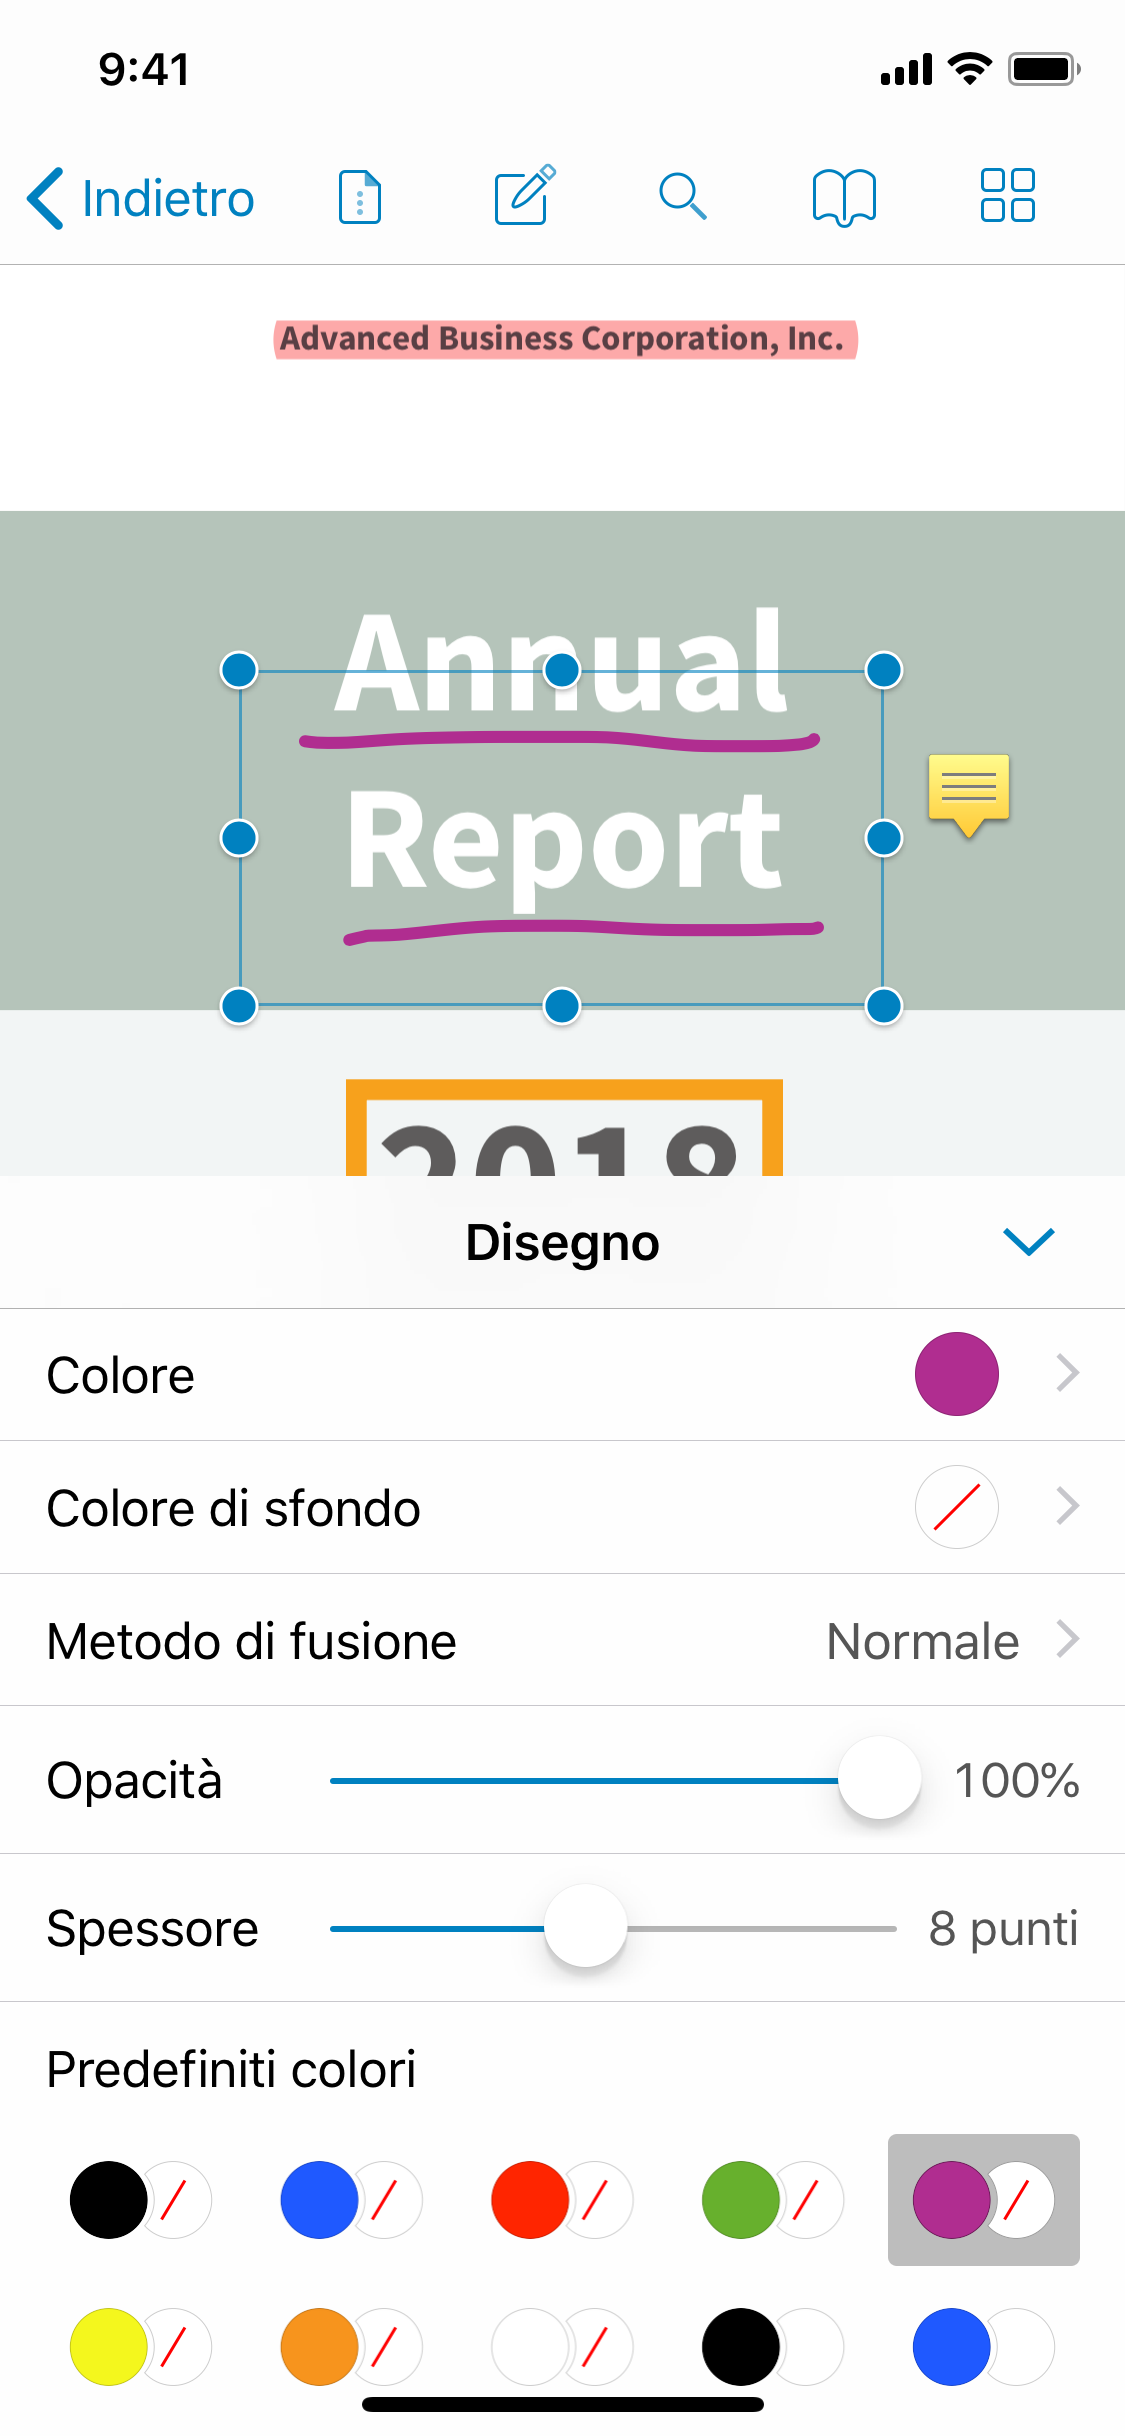 9:41
Indietro
Advanced Business Corporation, Inc.
Annual
Report
2018
Disegno
Colore
Colore di sfondo
Metodo di fusione Normale
Opacità 100%
Spessore 8 punti
Predefiniti colori